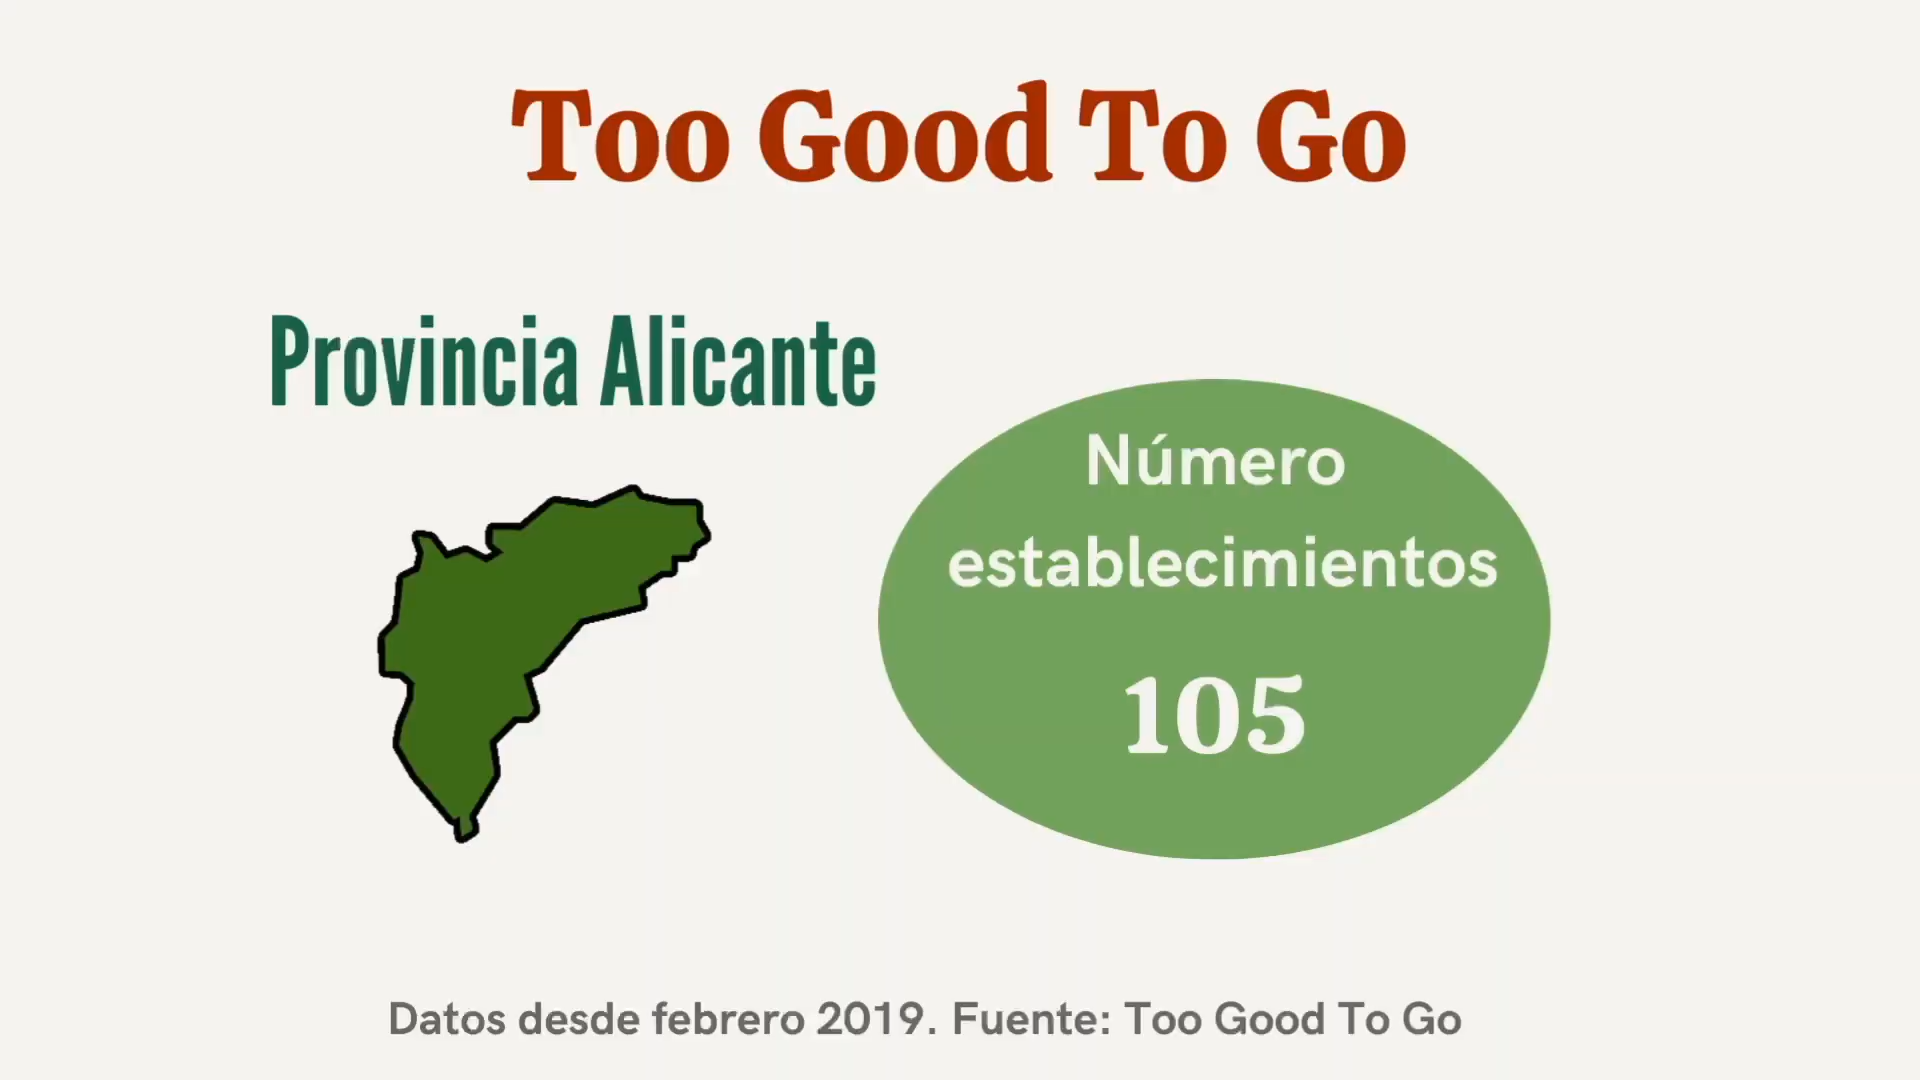 Too Good To Go
Provincia Alicante
Número
establecimientos
105
Datos desde febrero 2019. Fuente: Too Good To Go